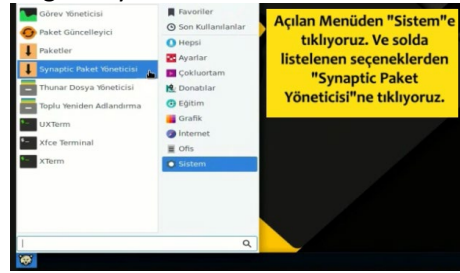 Görev Yöneticisi
Paket Güncelleyici
Paketler
Synaptic Paket Yöneticisi
Thunar Dosya Yöneticisi
Toplu Yeniden Adlandırma
UXTerm
Xfce Terminal
XTerm
Favoriler
Son Kullanılanlar
Hepsi
Ayarlar
Çokluortam
Donatılar
Eğitim
Grafik
İnternet
Ofis
Sistem
Açılan Menüden "Sistem"e
tıklıyoruz. Ve solda
listelenen seçeneklerden
"Synaptic Paket
Yöneticisi"ne tıklıyoruz.